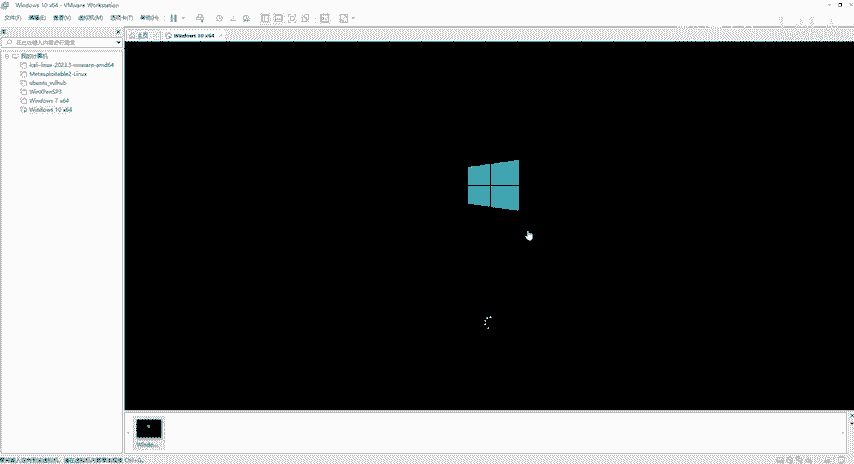 Windows 10 x64 - VMware Workstation
文件(F) 编辑(E) 查看(V) 虚拟机(M) 选项卡(T) 帮助(H)
库
在此处键入内容进行搜索
主页 Windows 10 x64
我的计算机
kali-linux-2023.3-vmware-amd64
Metasploitable2-Linux
ubuntu_vulhub
WinXPenSP3
Windows 7 x64
Windows 10 x64